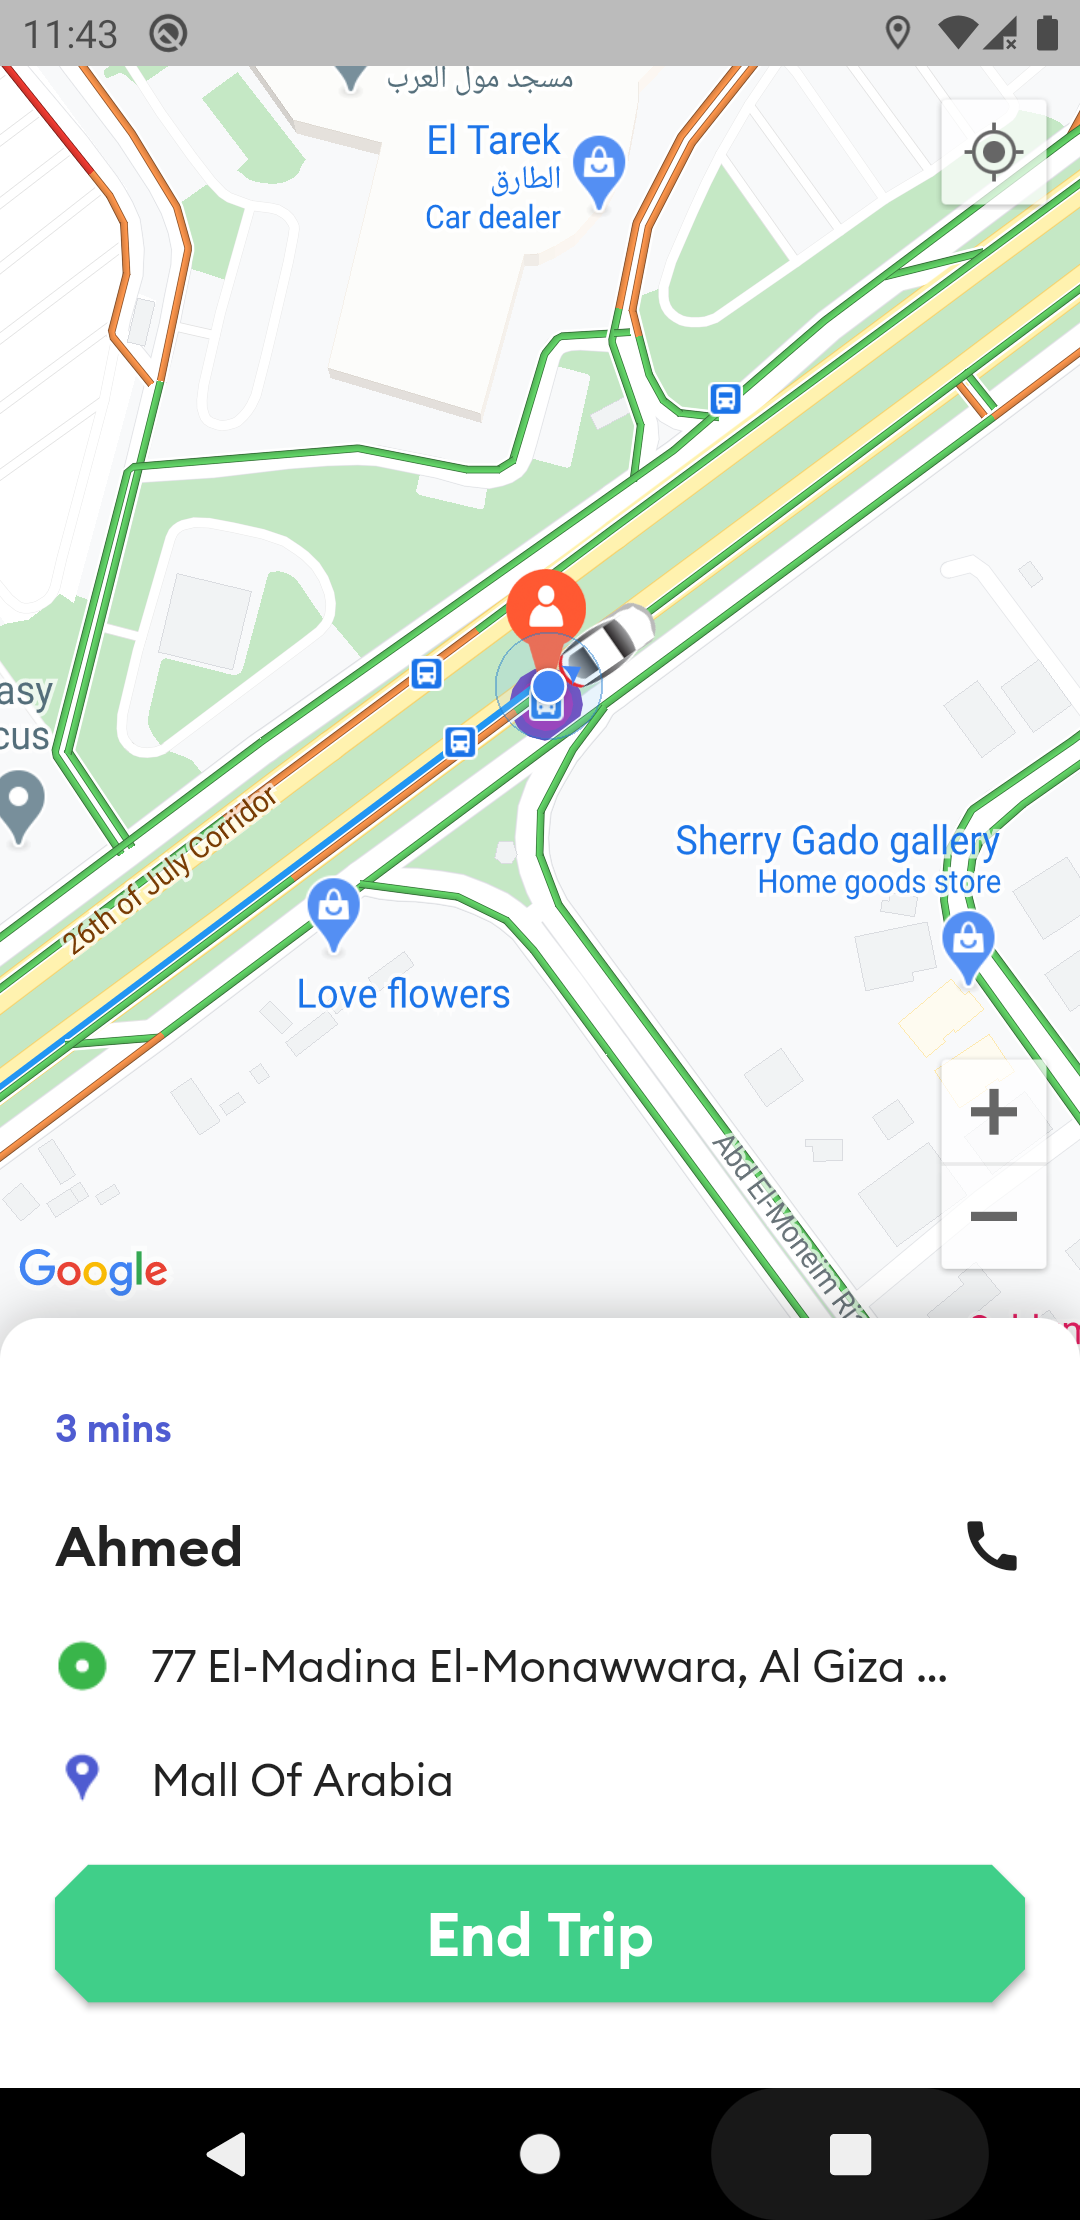 11:43
مسجد مول العرب
El Tarek
الطارق
Car dealer
asy
cus
26th of July Corridor
Sherry Gado gallery
Home goods store
Love flowers
Abd El-Moneim Ri
Google
3 mins
Ahmed
77 El-Madina El-Monawwara, Al Giza ...
Mall Of Arabia
End Trip